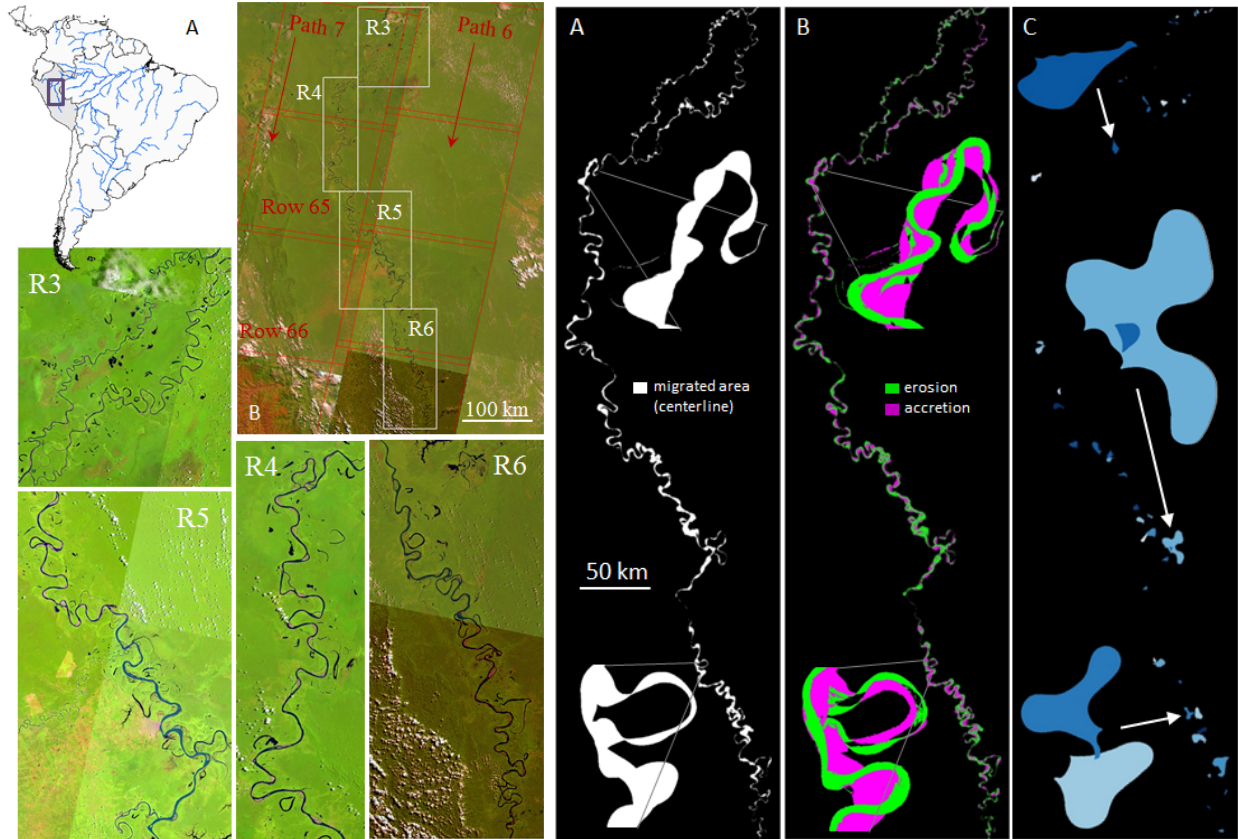 A
Path 7
R3
Path 6
R4
Row 65
R5
Row 66
R6
B
100 km
R3
R5
R4
R6
A
migrated area
(centerline)
50 km
B
erosion
accretion
C